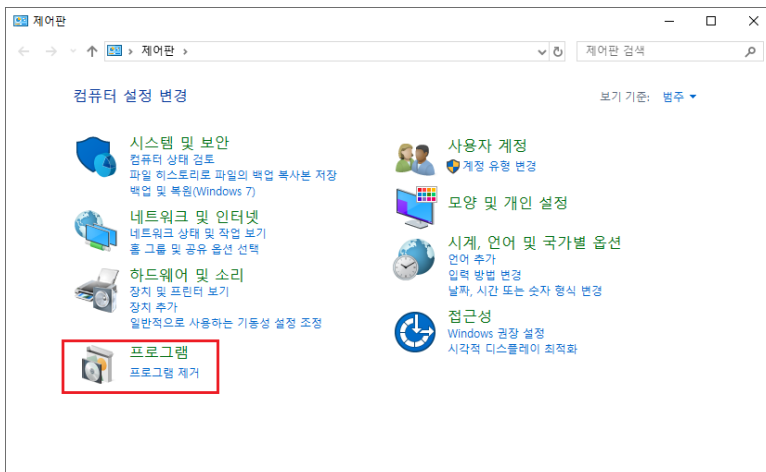 제어판
제어판
제어판 검색
컴퓨터 설정 변경
보기 기준: 범주
시스템 및 보안
컴퓨터 상태 검토
파일 히스토리로 파일의 백업 복사본 저장
백업 및 복원(Windows 7)
네트워크 및 인터넷
네트워크 상태 및 작업 보기
홈 그룹 및 공유 옵션 선택
하드웨어 및 소리
장치 및 프린터 보기
장치 추가
일반적으로 사용하는 기동성 설정 조정
프로그램
프로그램 제거
사용자 계정
계정 유형 변경
모양 및 개인 설정
시계, 언어 및 국가별 옵션
언어 추가
입력 방법 변경
날짜, 시간 또는 숫자 형식 변경
접근성
Windows 권장 설정
시각적 디스플레이 최적화